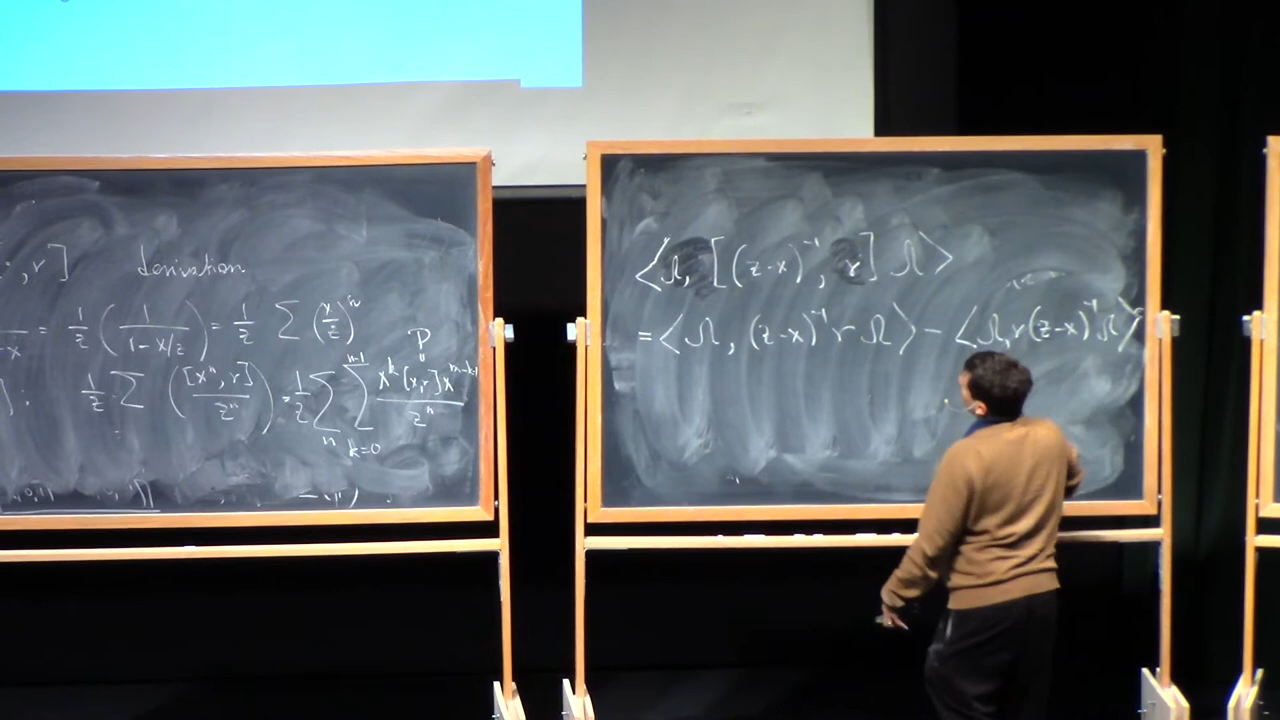 , r ] derivation
-x = 1/z ( 1/(1-x/z) ) = 1/z Σ (x/z)^n
P
] : 1/z Σ ( [x^n, r] / z^n ) = 1/z Σ_n Σ_{k=0}^{n-1} x^k [x,r] x^{n-k-1} / z^n
⟨Ω, [(z-x)^{-1}, r] Ω⟩
= ⟨Ω, (z-x)^{-1} r Ω⟩ - ⟨Ω, r (z-x)^{-1} Ω⟩